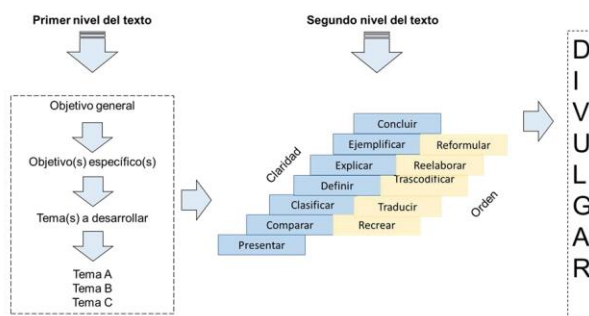 Primer nivel del texto
Objetivo general
Objetivo(s) específico(s)
Tema(s) a desarrollar
Tema A
Tema B
Tema C
Segundo nivel del texto
Claridad
Concluir
Ejemplificar Reformular
Explicar Reelaborar
Definir Trascodificar
Clasificar Traducir
Comparar Recrear
Presentar
Orden
D
I
V
U
L
G
A
R